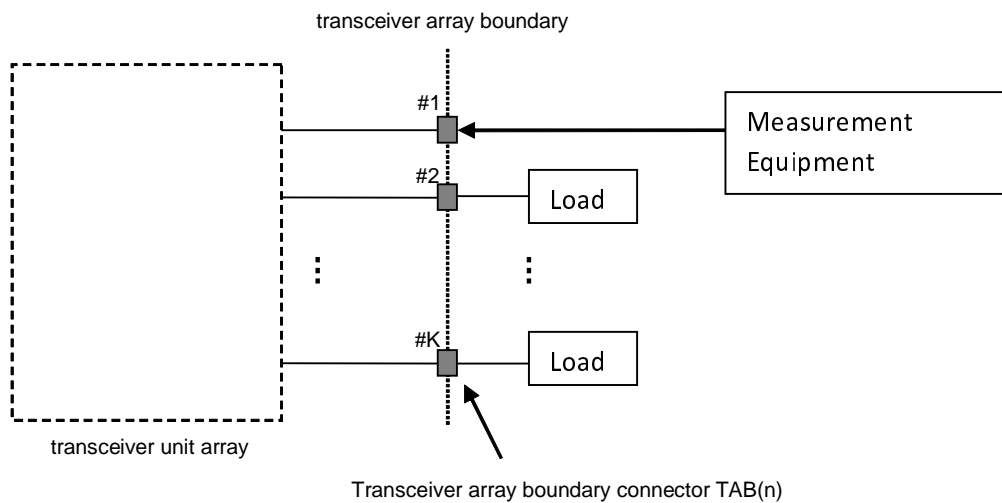 transceiver array boundary
#1
Measurement
Equipment
#2
Load
#K
Load
transceiver unit array
Transceiver array boundary connector TAB(n)